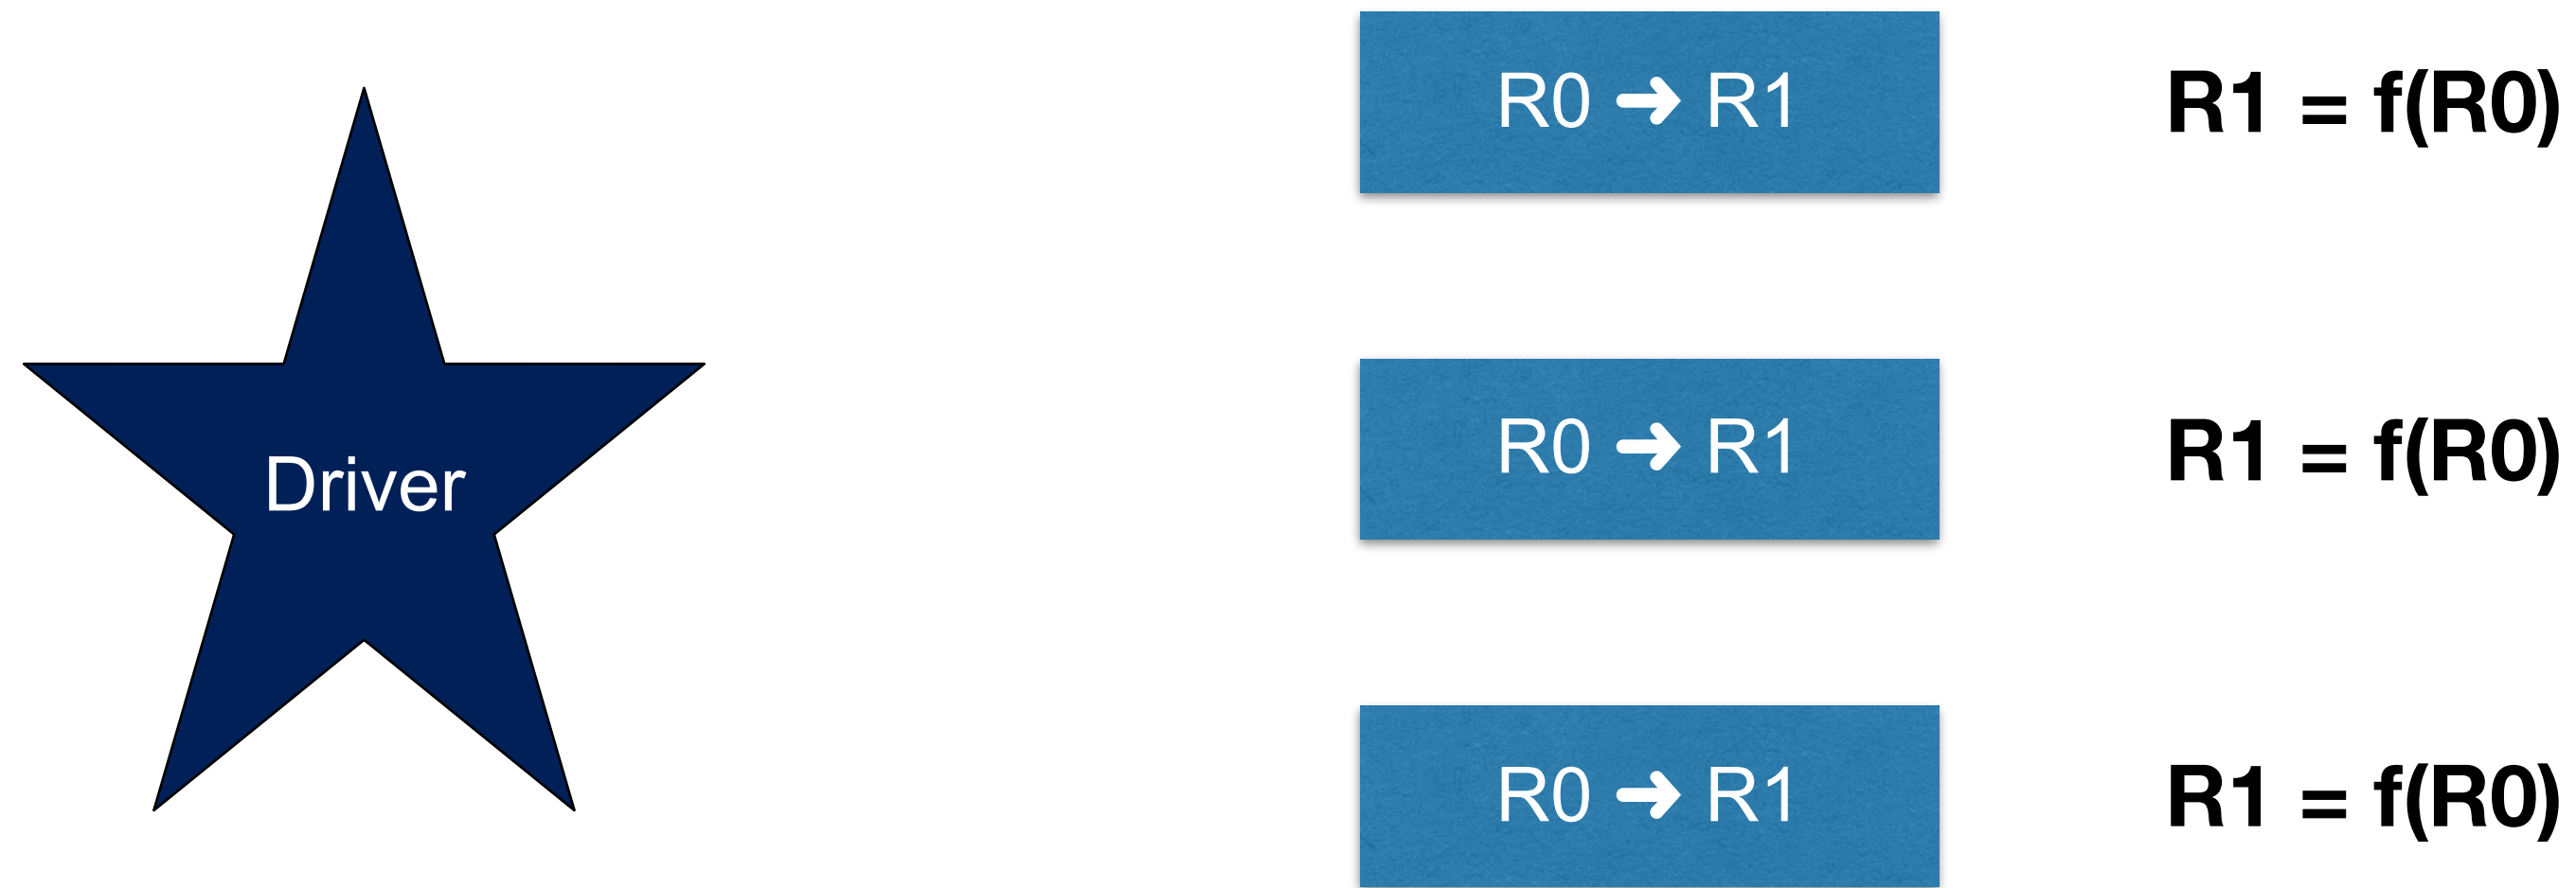 R0 ➜ R1
R1 = f(R0)
Driver
R0 ➜ R1
R1 = f(R0)
R0 ➜ R1
R1 = f(R0)